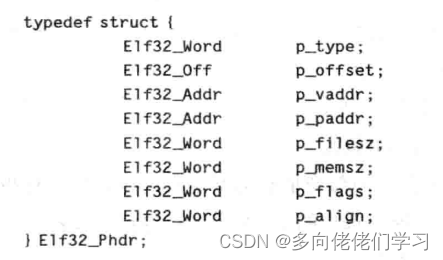 typedef struct {
Elf32_Word p_type;
Elf32_Off p_offset;
Elf32_Addr p_vaddr;
Elf32_Addr p_paddr;
Elf32_Word p_filesz;
Elf32_Word p_memsz;
Elf32_Word p_flags;
Elf32_Word p_align;
} Elf32_Phdr;
CSDN @多向佬佬们学习